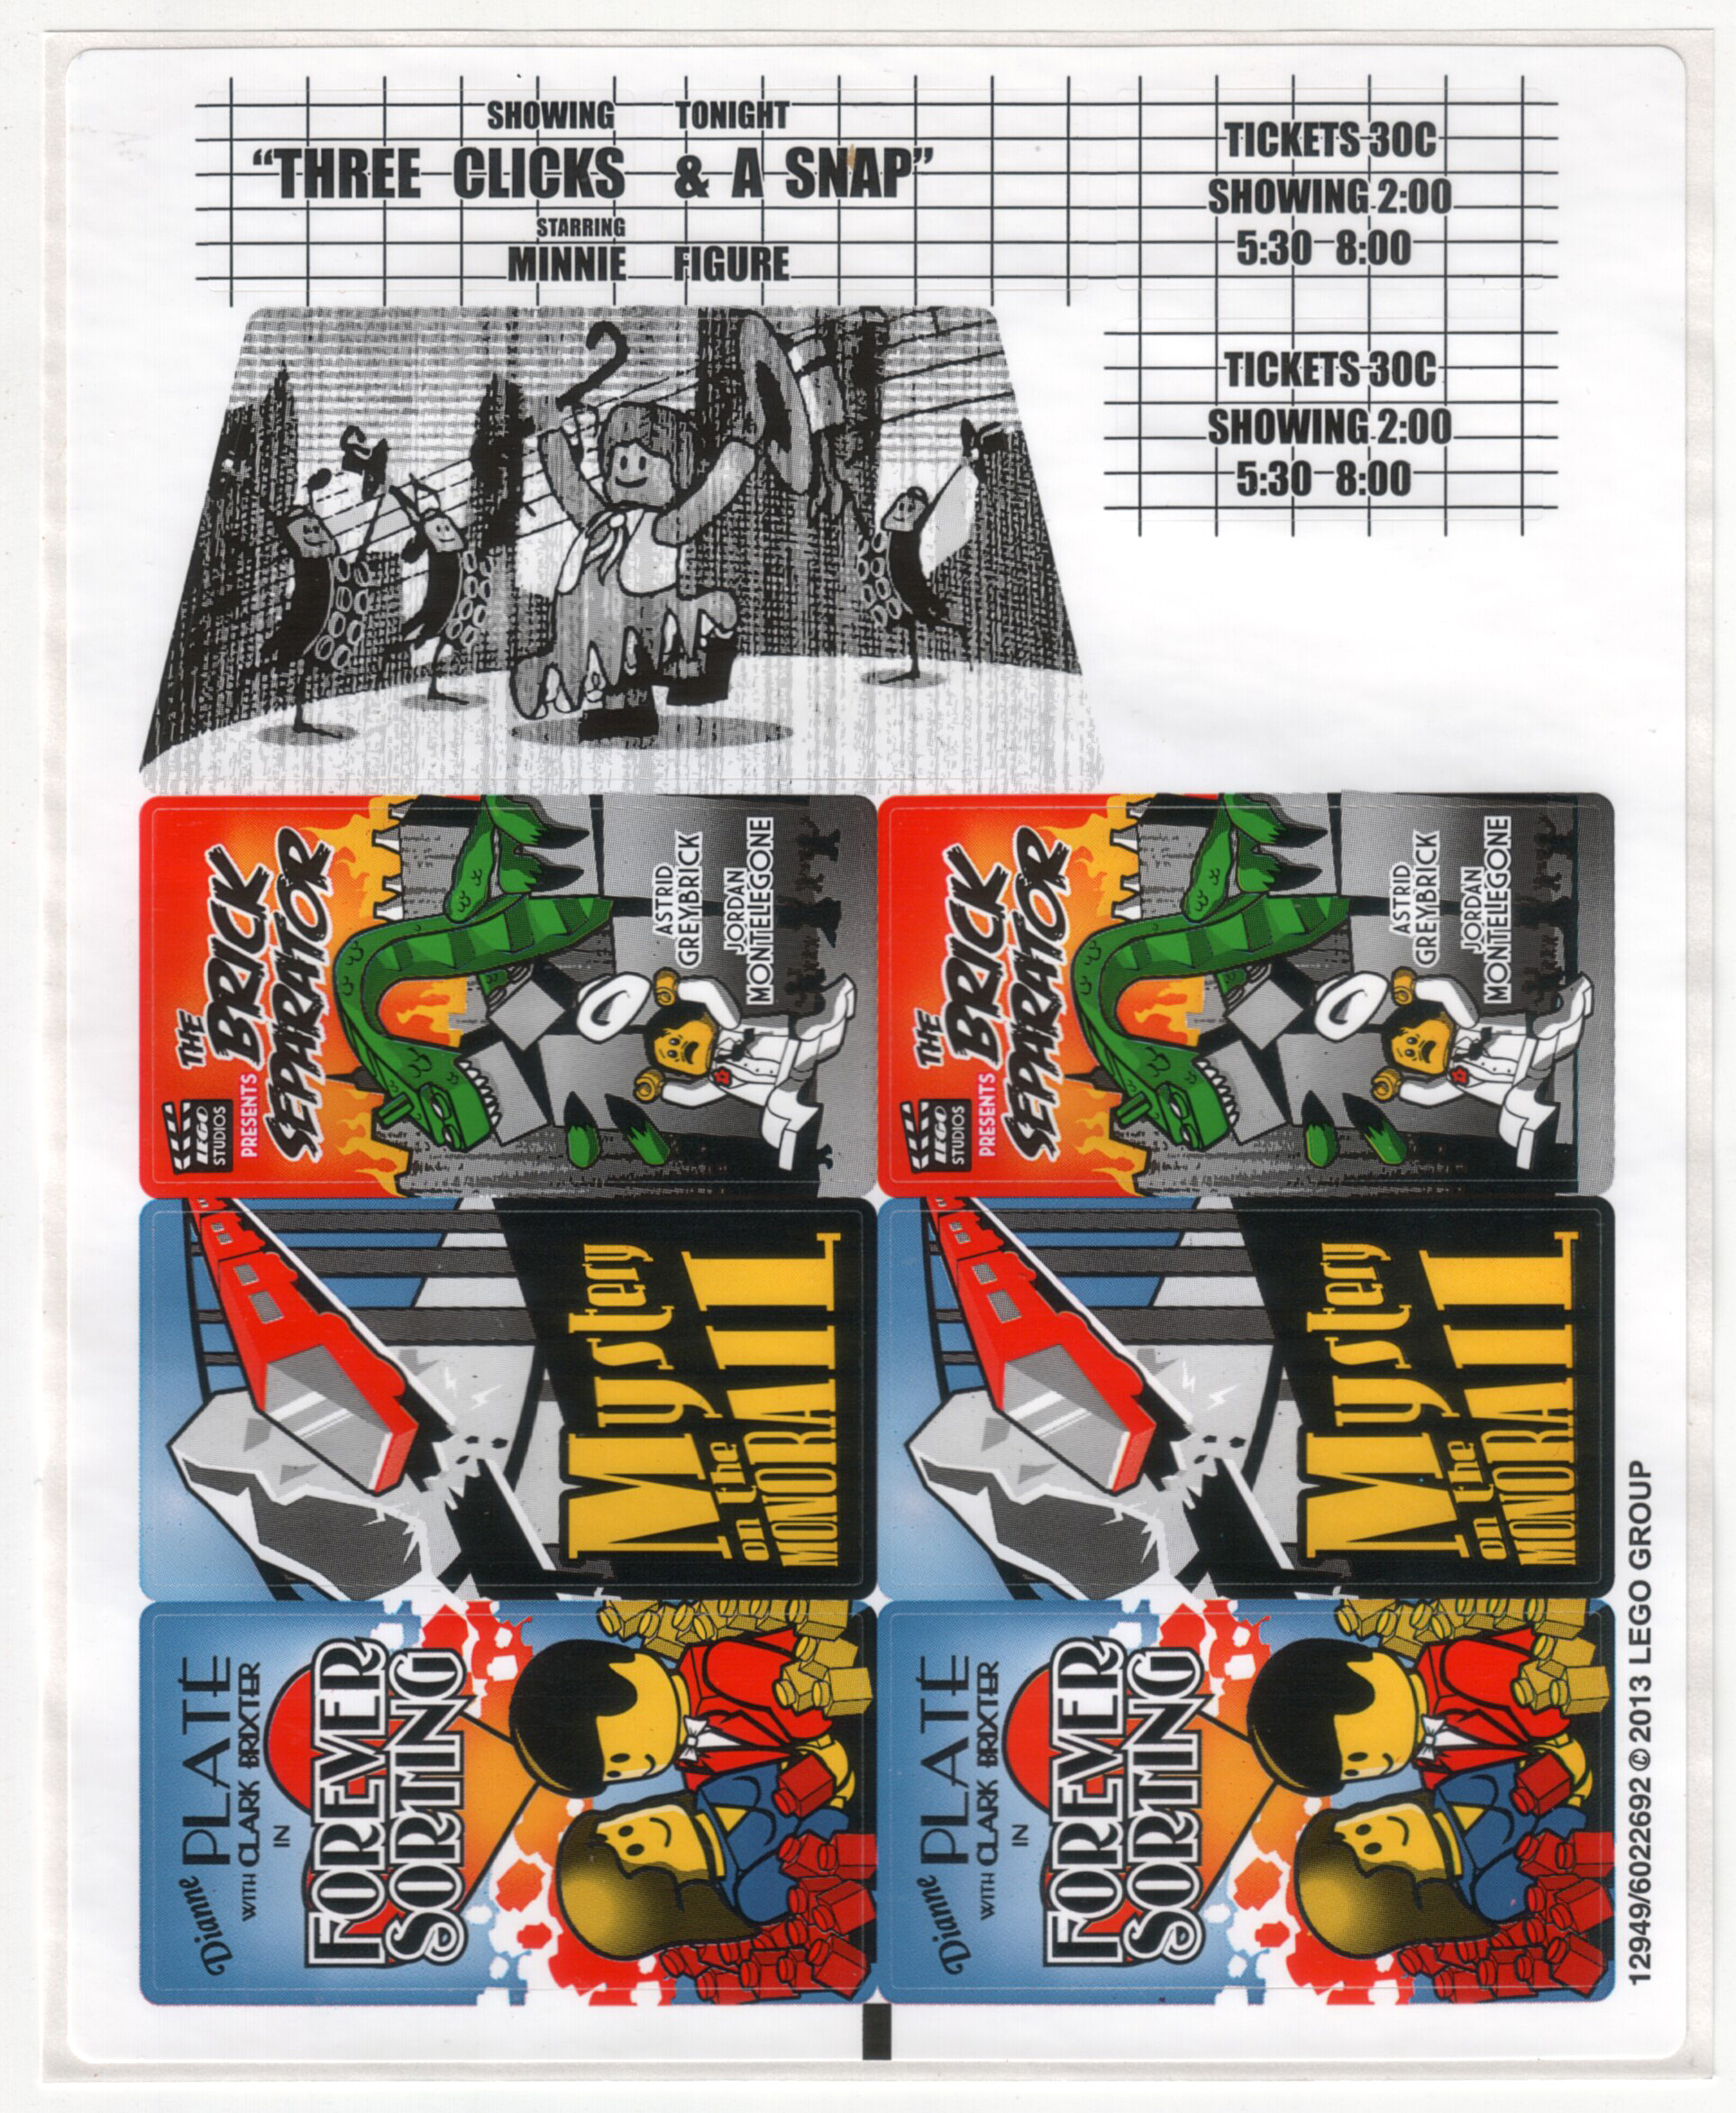 Dianne PLATE
WITH CLARK BRIXTER
IN
FOREVER
SORTING
Mystery
on the
MONORAIL
LEGO
STUDIOS
PRESENTS
THE
BRICK
SEPARATOR
ASTRID
GREYBRICK
JORDAN
MONTELEGONE
SHOWING TONIGHT
"THREE CLICKS & A SNAP"
STARRING
MINNIE FIGURE
Dianne PLATE
WITH CLARK BRIXTER
IN
FOREVER
SORTING
Mystery
on the
MONORAIL
LEGO
STUDIOS
PRESENTS
THE
BRICK
SEPARATOR
ASTRID
GREYBRICK
JORDAN
MONTELEGONE
TICKETS 30C
SHOWING 2:00
5:30 8:00
TICKETS 30C
SHOWING 2:00
5:30 8:00
12949/6022692 © 2013 LEGO GROUP